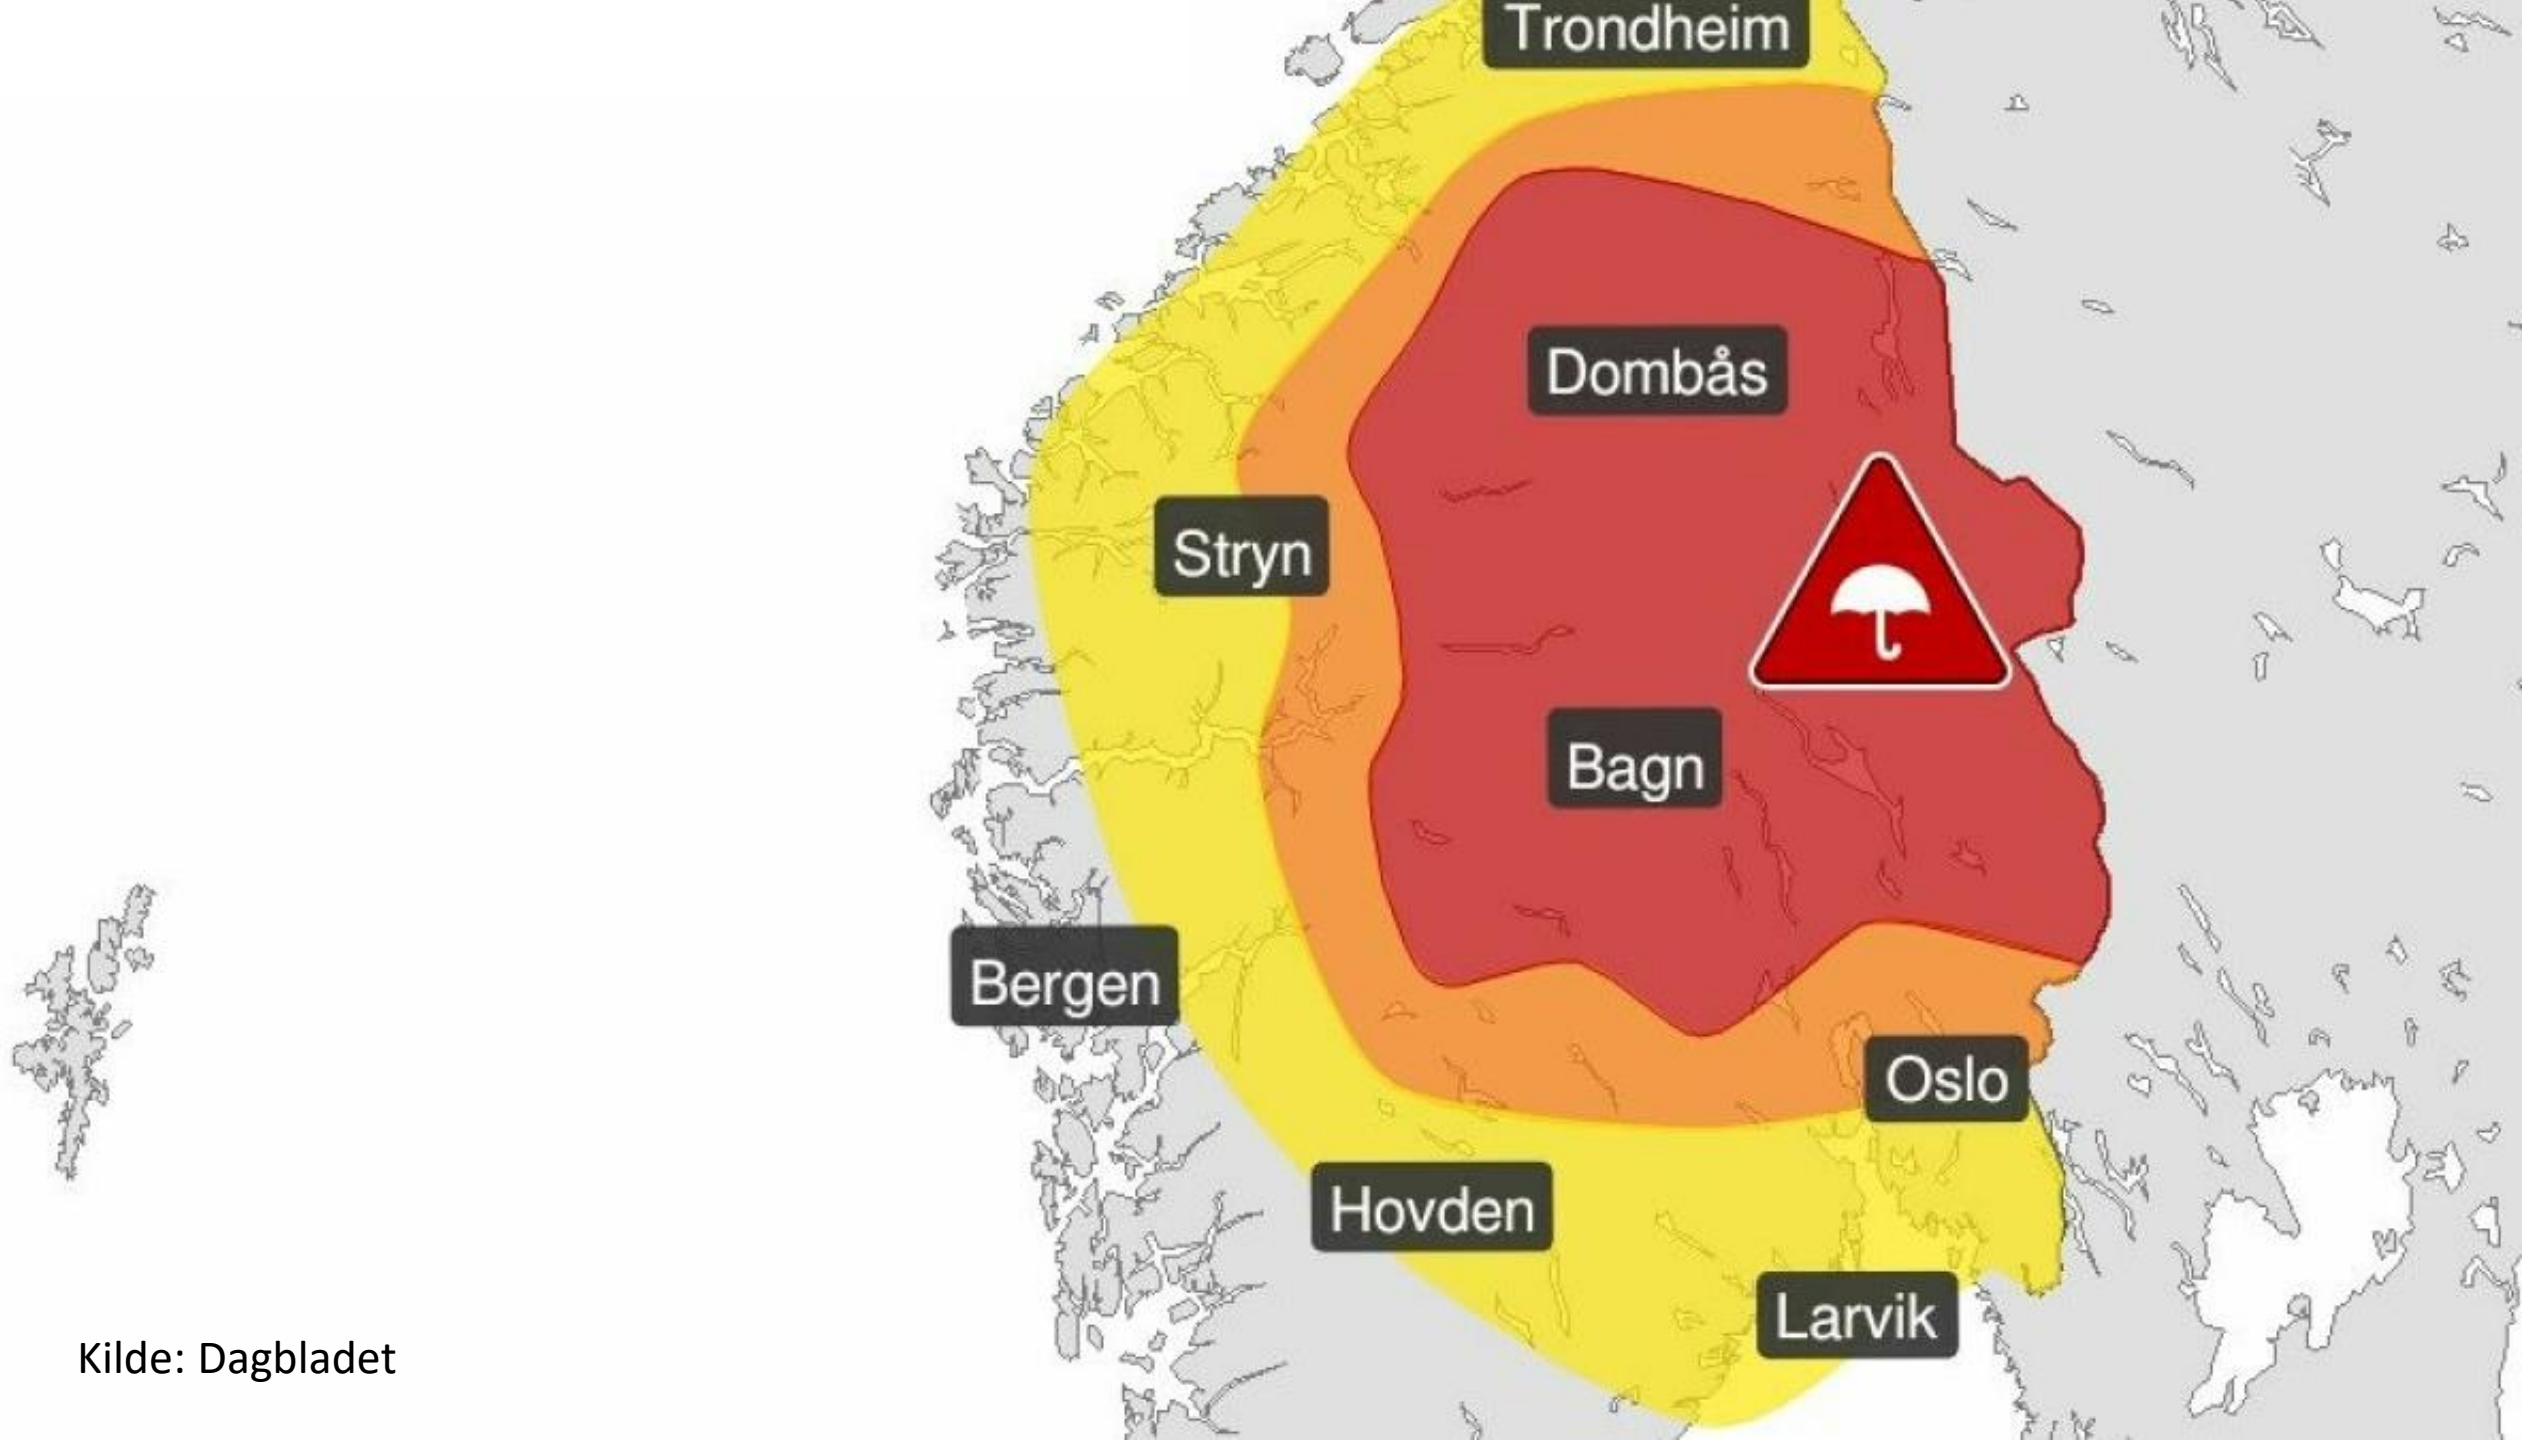 Trondheim
Dombås
Stryn
Bagn
Bergen
Oslo
Hovden
Larvik
Kilde: Dagbladet